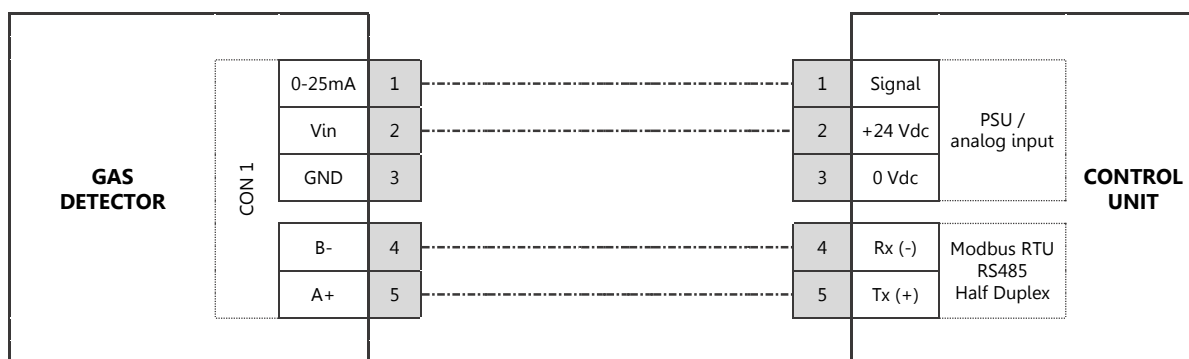 GAS
DETECTOR
CON 1
0-25mA 1
Vin 2
GND 3
B- 4
A+ 5
1 Signal
2 +24 Vdc
3 0 Vdc
PSU /
analog input
4 Rx (-)
5 Tx (+)
Modbus RTU
RS485
Half Duplex
CONTROL
UNIT